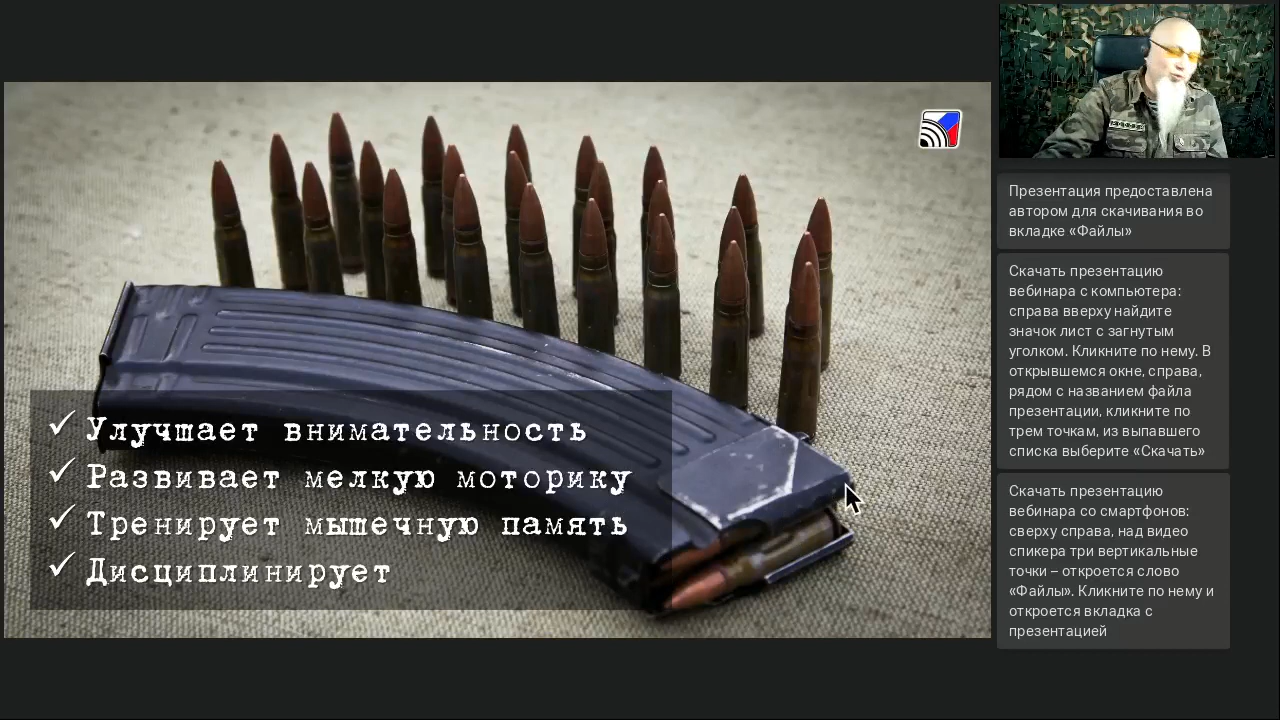 Улучшает внимательность
Развивает мелкую моторику
Тренирует мышечную память
Дисциплинирует
Презентация предоставлена
автором для скачивания во
вкладке «Файлы»
Скачать презентацию
вебинара с компьютера:
справа вверху найдите
значок лист с загнутым
уголком. Кликните по нему. В
открывшемся окне, справа,
рядом с названием файла
презентации, кликните по
трем точкам, из выпавшего
списка выберите «Скачать»
Скачать презентацию
вебинара со смартфонов:
сверху справа, над видео
спикера три вертикальные
точки – откроется слово
«Файлы». Кликните по нему и
откроется вкладка с
презентацией